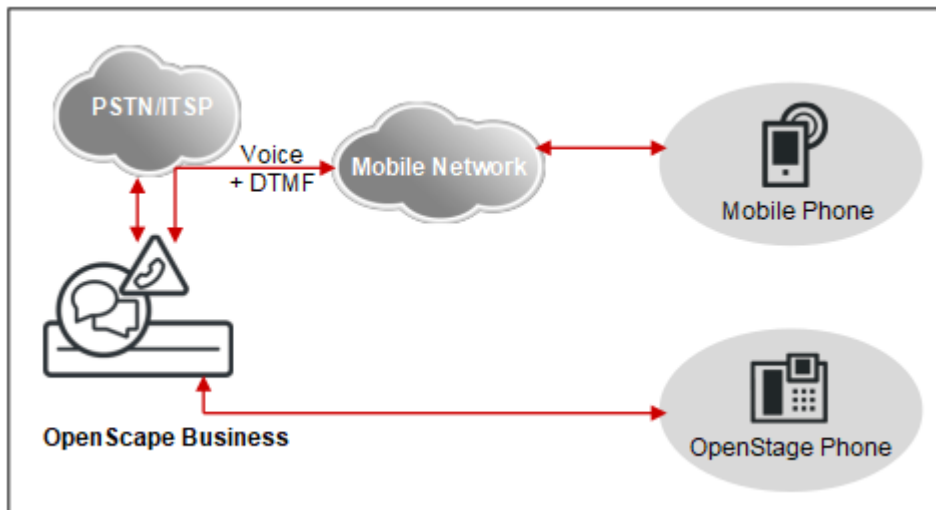 PSTN/ITSP
Voice
+ DTMF
Mobile Network
Mobile Phone
OpenScape Business
OpenStage Phone